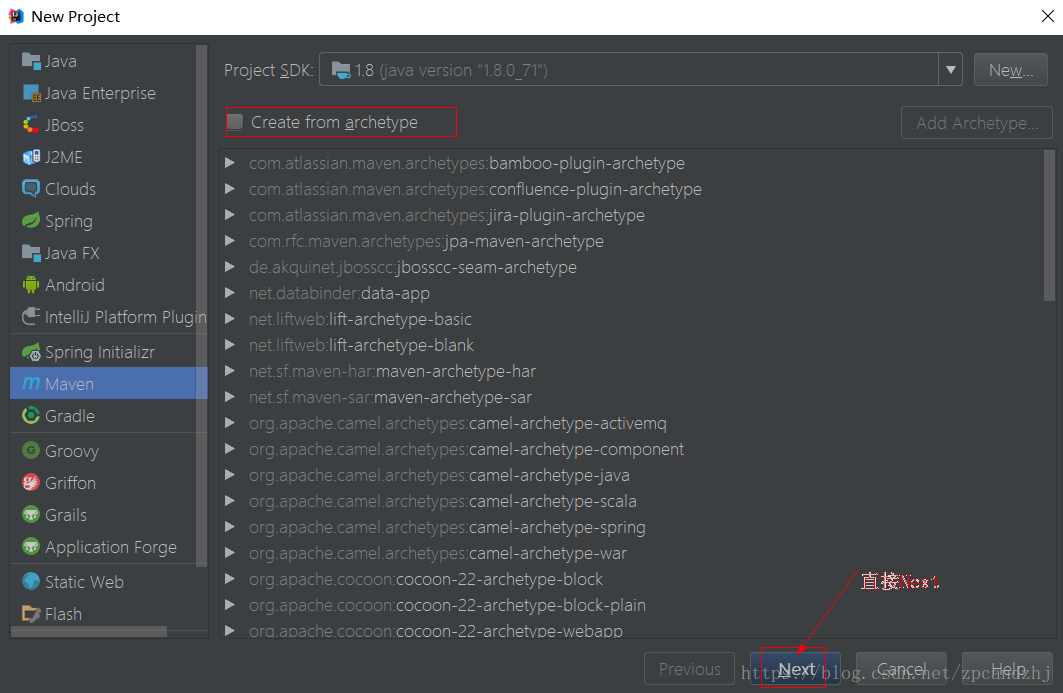 New Project
Java
Java Enterprise
JBoss
J2ME
Clouds
Spring
Java FX
Android
IntelliJ Platform Plugin
Spring Initializr
Maven
Gradle
Groovy
Griffon
Grails
Application Forge
Static Web
Flash
Project SDK: 1.8 (java version "1.8.0_71") New...
Create from archetype Add Archetype...
com.atlassian.maven.archetypes:bamboo-plugin-archetype
com.atlassian.maven.archetypes:confluence-plugin-archetype
com.atlassian.maven.archetypes:jira-plugin-archetype
com.rfc.maven.archetypes:jpa-maven-archetype
de.akquinet.jbosscc:jbosscc-seam-archetype
net.databinder:data-app
net.liftweb:lift-archetype-basic
net.liftweb:lift-archetype-blank
net.sf.maven-har:maven-archetype-har
net.sf.maven-sar:maven-archetype-sar
org.apache.camel.archetypes:camel-archetype-activemq
org.apache.camel.archetypes:camel-archetype-component
org.apache.camel.archetypes:camel-archetype-java
org.apache.camel.archetypes:camel-archetype-scala
org.apache.camel.archetypes:camel-archetype-spring
org.apache.camel.archetypes:camel-archetype-war
org.apache.cocoon:cocoon-22-archetype-block
org.apache.cocoon:cocoon-22-archetype-block-plain
org.apache.cocoon:cocoon-22-archetype-webapp
直接Next
Previous Next Cancel Help
https://blog.csdn.net/zpcandzhj